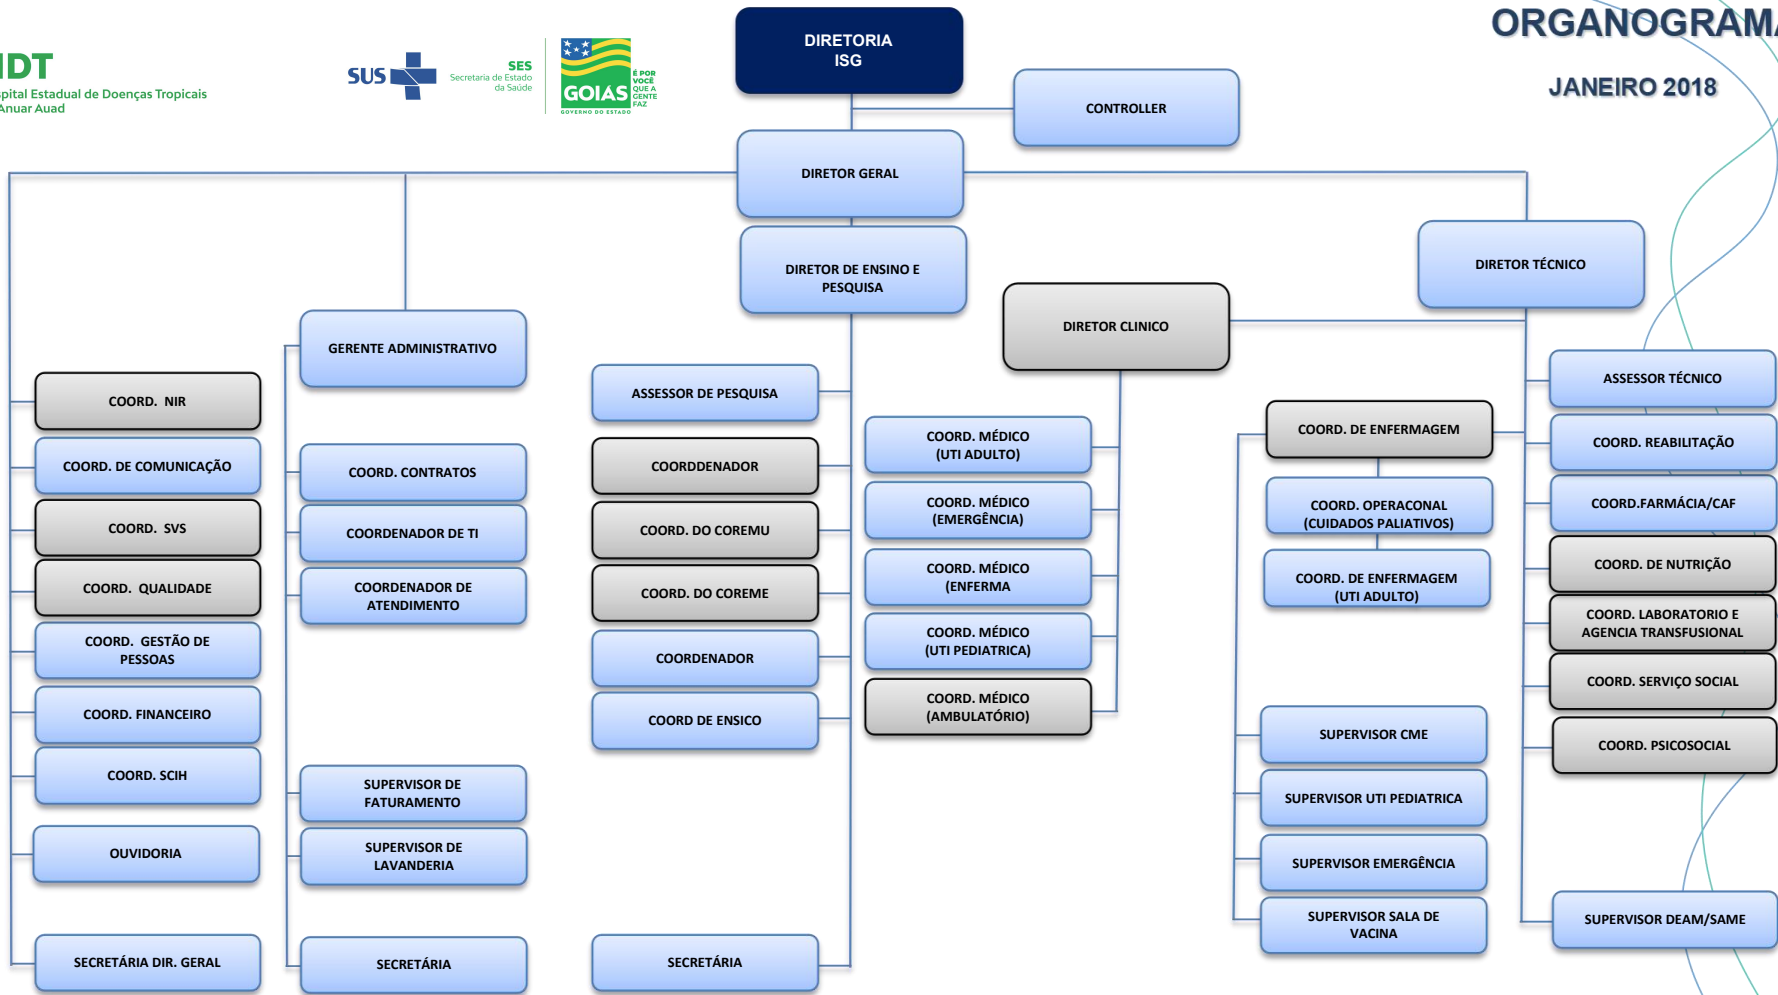 ORGANOGRAMA
JANEIRO 2018
spital Estadual de Doenças Tropicais
Anuar Auad
SUS
SES
Secretaria de Estado
da Saúde
GOIÁS
GOVERNO DO ESTADO
É POR
VOCÊ
QUE A
GENTE
FAZ
DIRETORIA
ISG
CONTROLLER
DIRETOR GERAL
DIRETOR DE ENSINO E
PESQUISA
DIRETOR TÉCNICO
DIRETOR CLINICO
GERENTE ADMINISTRATIVO
COORD. NIR
COORD. DE COMUNICAÇÃO
COORD. SVS
COORD. QUALIDADE
COORD. GESTÃO DE
PESSOAS
COORD. FINANCEIRO
COORD. SCIH
OUVIDORIA
SECRETÁRIA DIR. GERAL
COORD. CONTRATOS
COORDENADOR DE TI
COORDENADOR DE
ATENDIMENTO
SUPERVISOR DE
FATURAMENTO
SUPERVISOR DE
LAVANDERIA
SECRETÁRIA
ASSESSOR DE PESQUISA
COORDDENADOR
COORD. DO COREMU
COORD. DO COREME
COORDENADOR
COORD DE ENSICO
SECRETÁRIA
COORD. MÉDICO
(UTI ADULTO)
COORD. MÉDICO
(EMERGÊNCIA)
COORD. MÉDICO
(ENFERMA
COORD. MÉDICO
(UTI PEDIATRICA)
COORD. MÉDICO
(AMBULATÓRIO)
COORD. DE ENFERMAGEM
COORD. OPERACONAL
(CUIDADOS PALIATIVOS)
COORD. DE ENFERMAGEM
(UTI ADULTO)
SUPERVISOR CME
SUPERVISOR UTI PEDIATRICA
SUPERVISOR EMERGÊNCIA
SUPERVISOR SALA DE
VACINA
ASSESSOR TÉCNICO
COORD. REABILITAÇÃO
COORD.FARMÁCIA/CAF
COORD. DE NUTRIÇÃO
COORD. LABORATORIO E
AGENCIA TRANSFUSIONAL
COORD. SERVIÇO SOCIAL
COORD. PSICOSOCIAL
SUPERVISOR DEAM/SAME